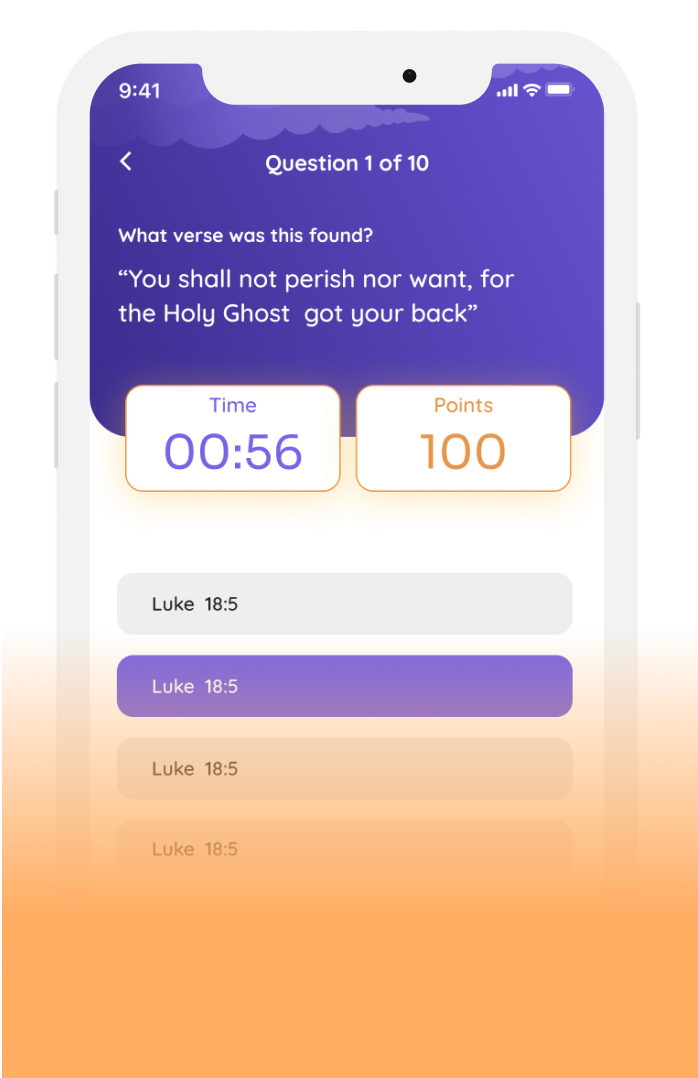 9:41
Question 1 of 10
What verse was this found?
“You shall not perish nor want, for
the Holy Ghost  got your back”
Time
00:56
Points
100
Luke  18:5
Luke  18:5
Luke  18:5
Luke  18:5